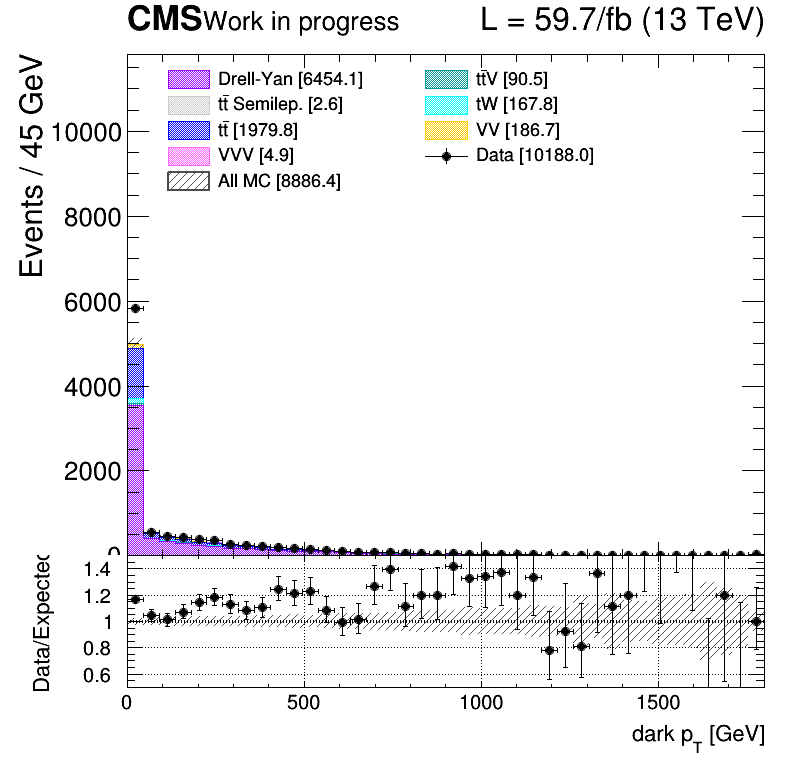 CMS Work in progress L = 59.7/fb (13 TeV)
Events / 45 GeV
10000
8000
6000
4000
2000
0
Drell-Yan [6454.1]
tt̄ Semilep. [2.6]
tt̄ [1979.8]
VVV [4.9]
All MC [8886.4]
tt̄V [90.5]
tW [167.8]
VV [186.7]
Data [10188.0]
Data/Expected
1.4
1.2
1
0.8
0.6
0 500 1000 1500
dark p_T [GeV]